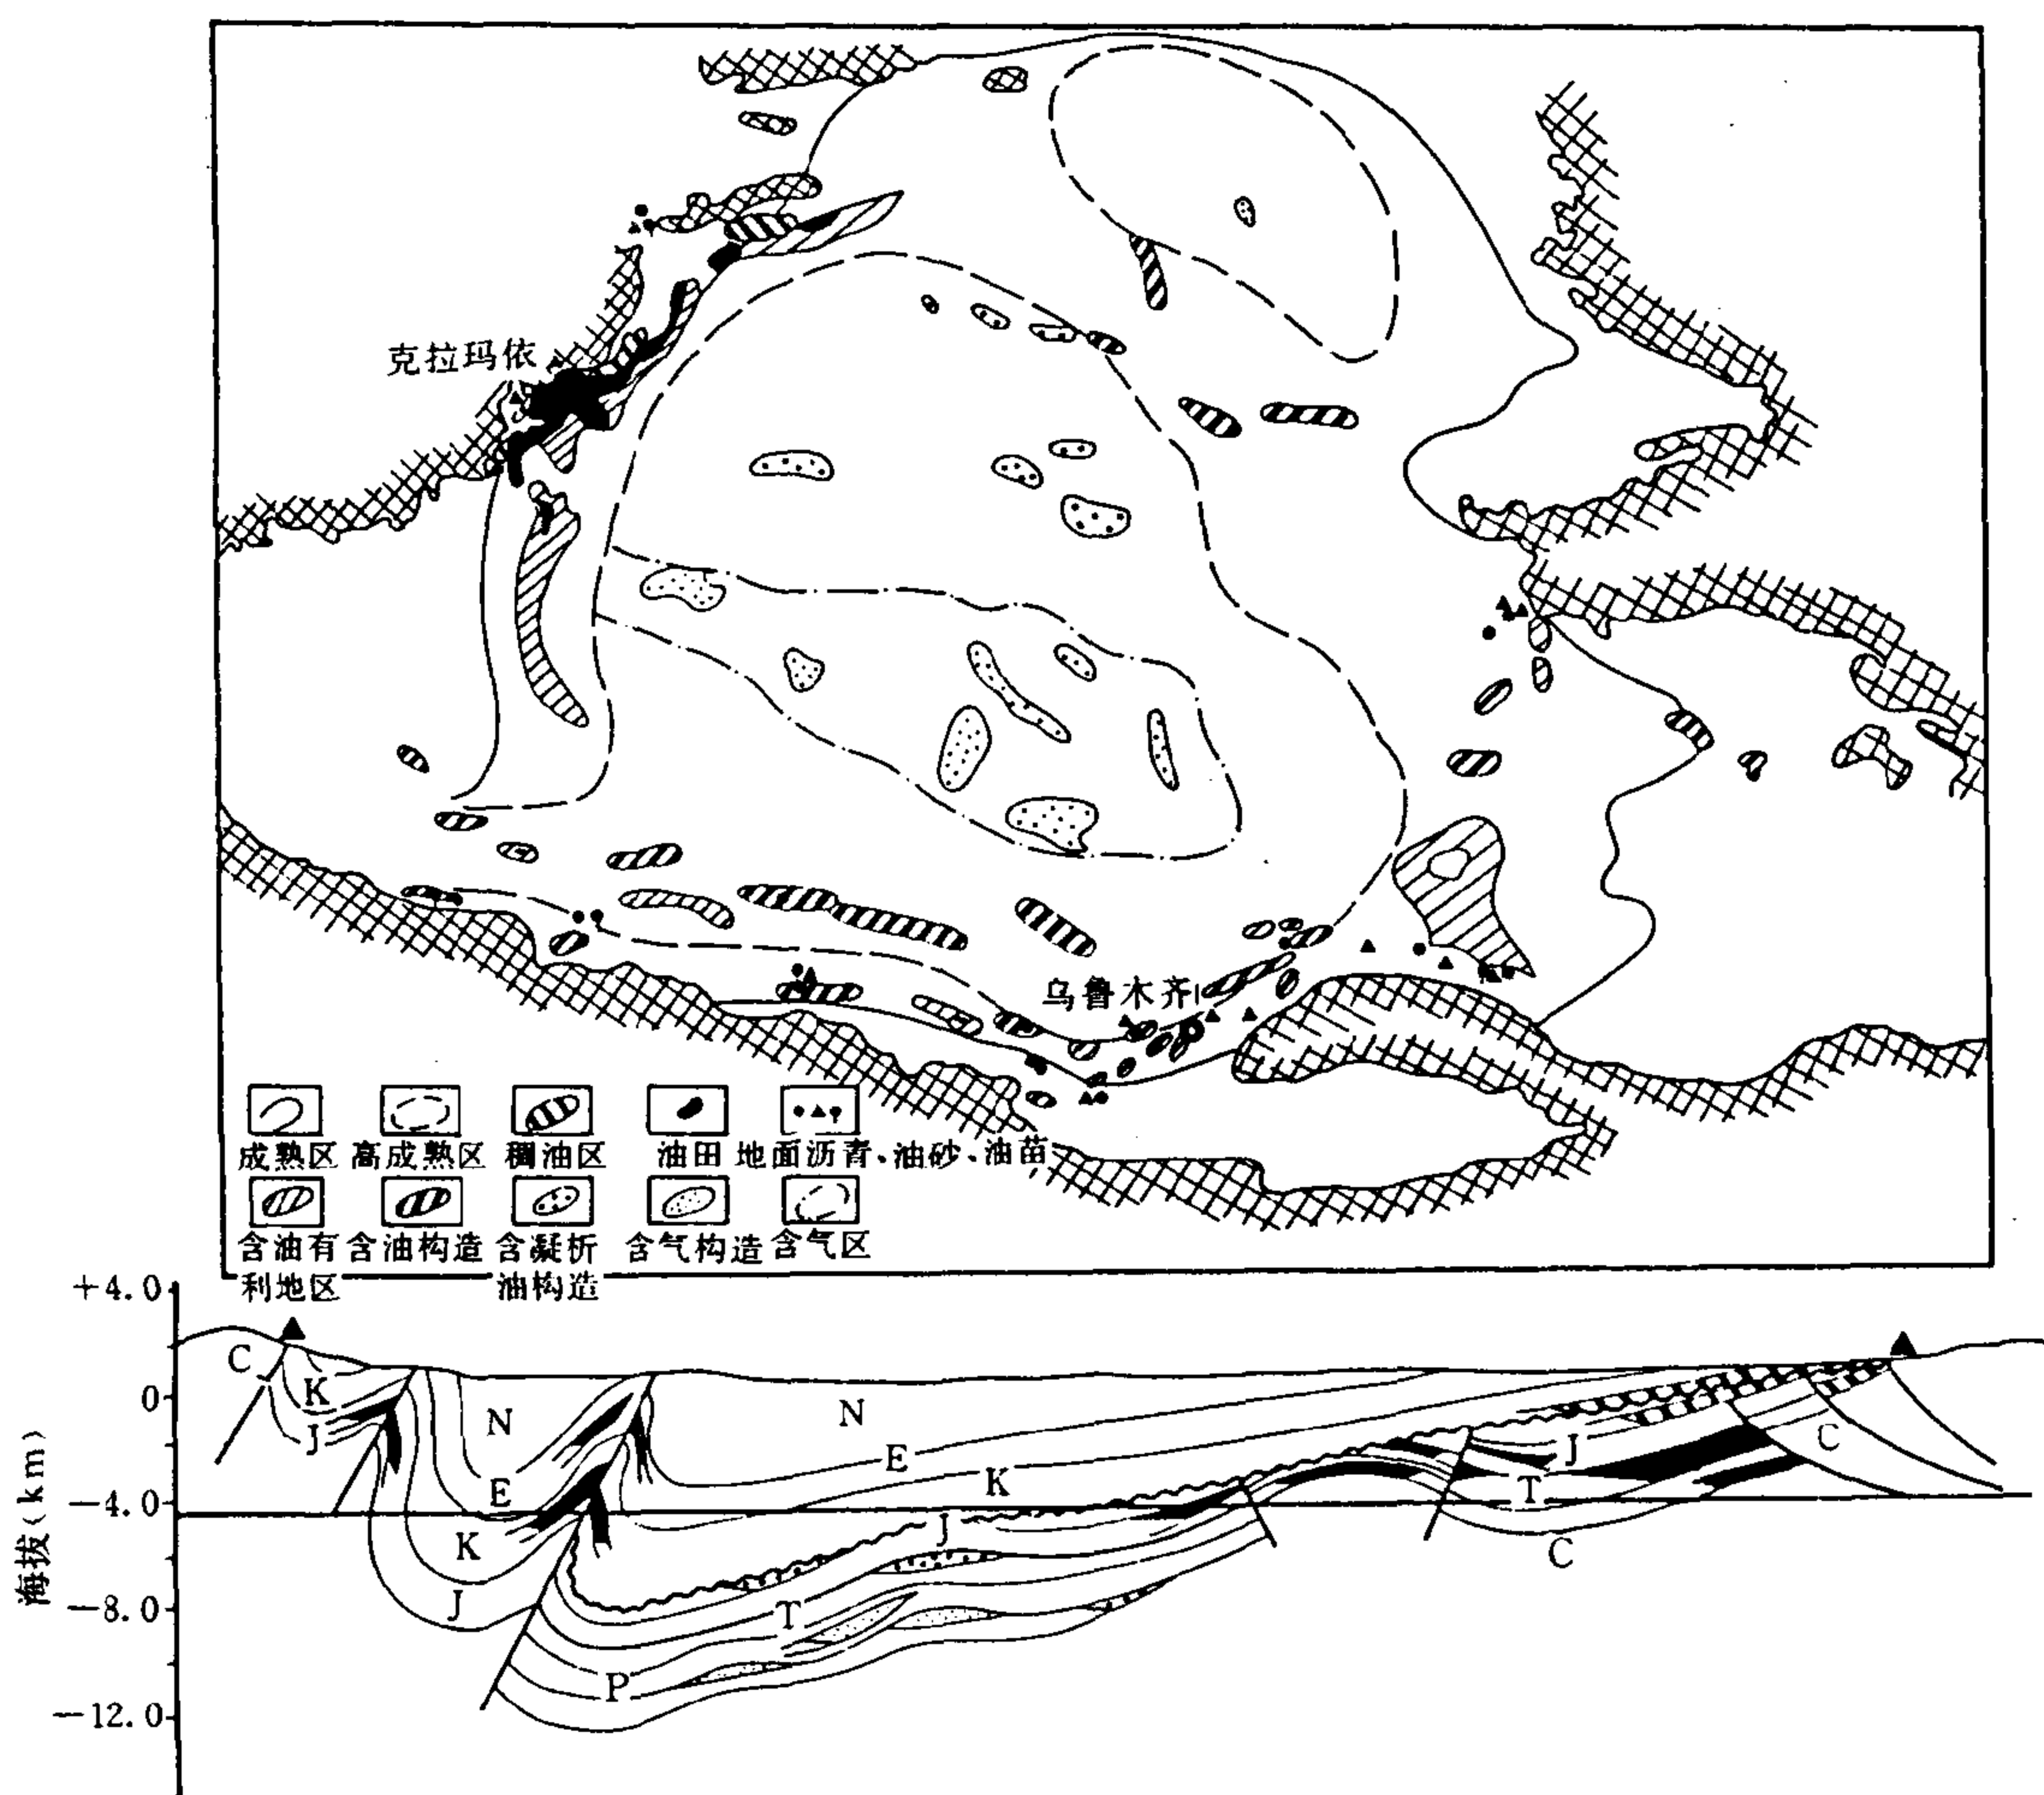 克拉玛依
乌鲁木齐
成熟区 高成熟区 稠油区 油田 地面沥青、油砂、油苗
含油有利地区 含油构造 含凝析油构造 含气构造 含气区
+4.0
0
-4.0
-8.0
-12.0
海拔(km)
C
K
J
N
E
K
J
N
E
K
J
T
P
J
T
C
C